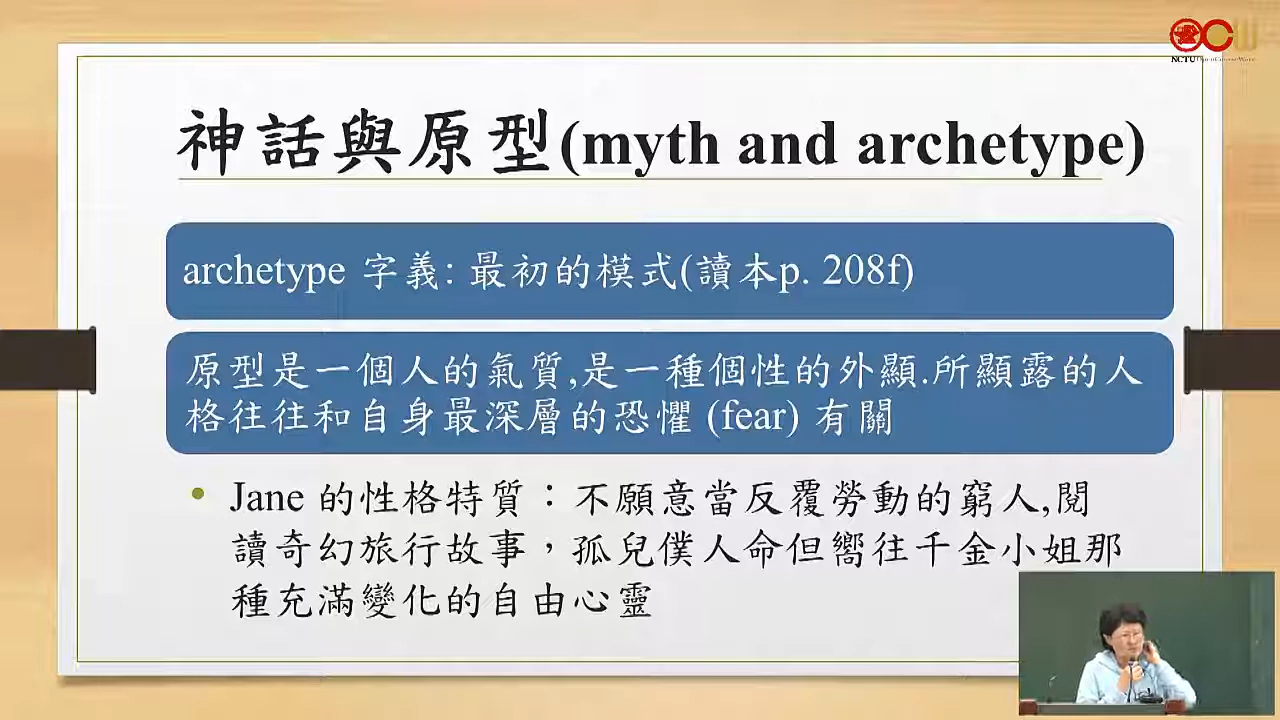 NCTU OpenCourseWare
神話與原型(myth and archetype)
archetype 字義: 最初的模式(讀本p. 208f)
原型是一個人的氣質,是一種個性的外顯.所顯露的人
格往往和自身最深層的恐懼 (fear) 有關
• Jane 的性格特質：不願意當反覆勞動的窮人,閱
讀奇幻旅行故事，孤兒僕人命但嚮往千金小姐那
種充滿變化的自由心靈